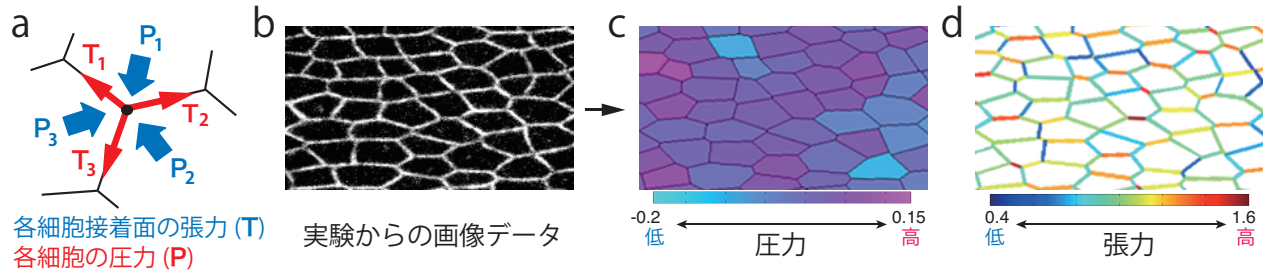 a
P1
T1
T2
P3
T3
P2
各細胞接着面の張力 (T)
各細胞の圧力 (P)
b
実験からの画像データ
c
-0.2
0.15
低
圧力
高
d
0.4
1.6
低
張力
高